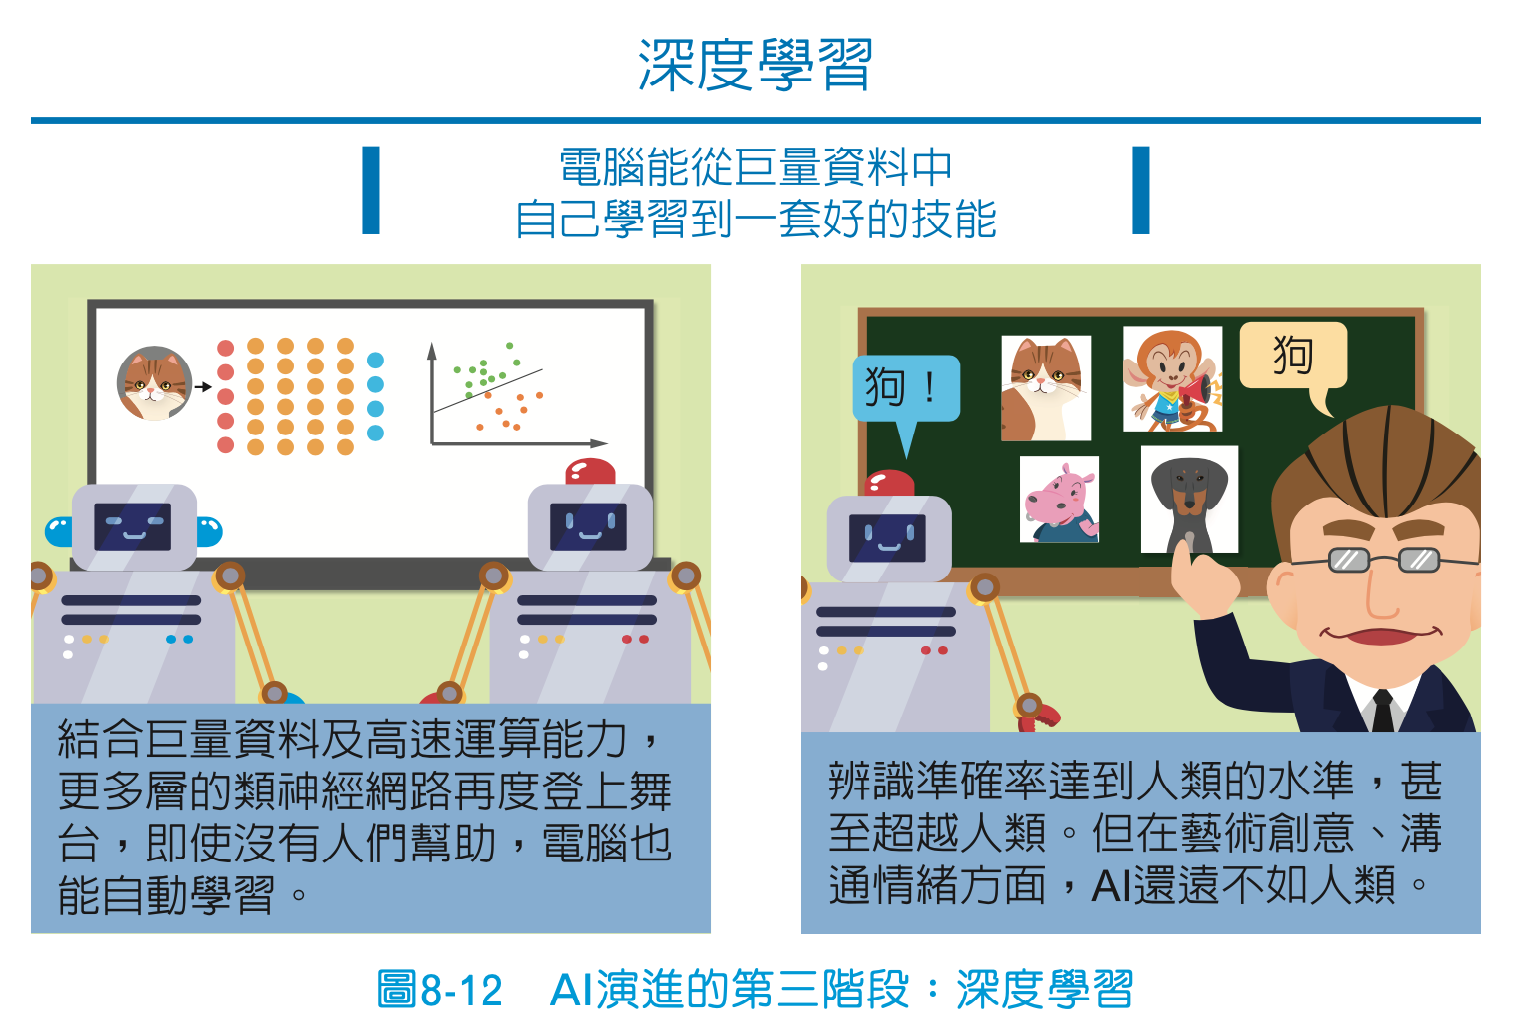 深度學習
電腦能從巨量資料中
自己學習到一套好的技能
狗！
狗
結合巨量資料及高速運算能力，
更多層的類神經網路再度登上舞
台，即使沒有人們幫助，電腦也
能自動學習。
辨識準確率達到人類的水準，甚
至超越人類。但在藝術創意、溝
通情緒方面，AI還遠不如人類。
圖8-12　AI演進的第三階段：深度學習